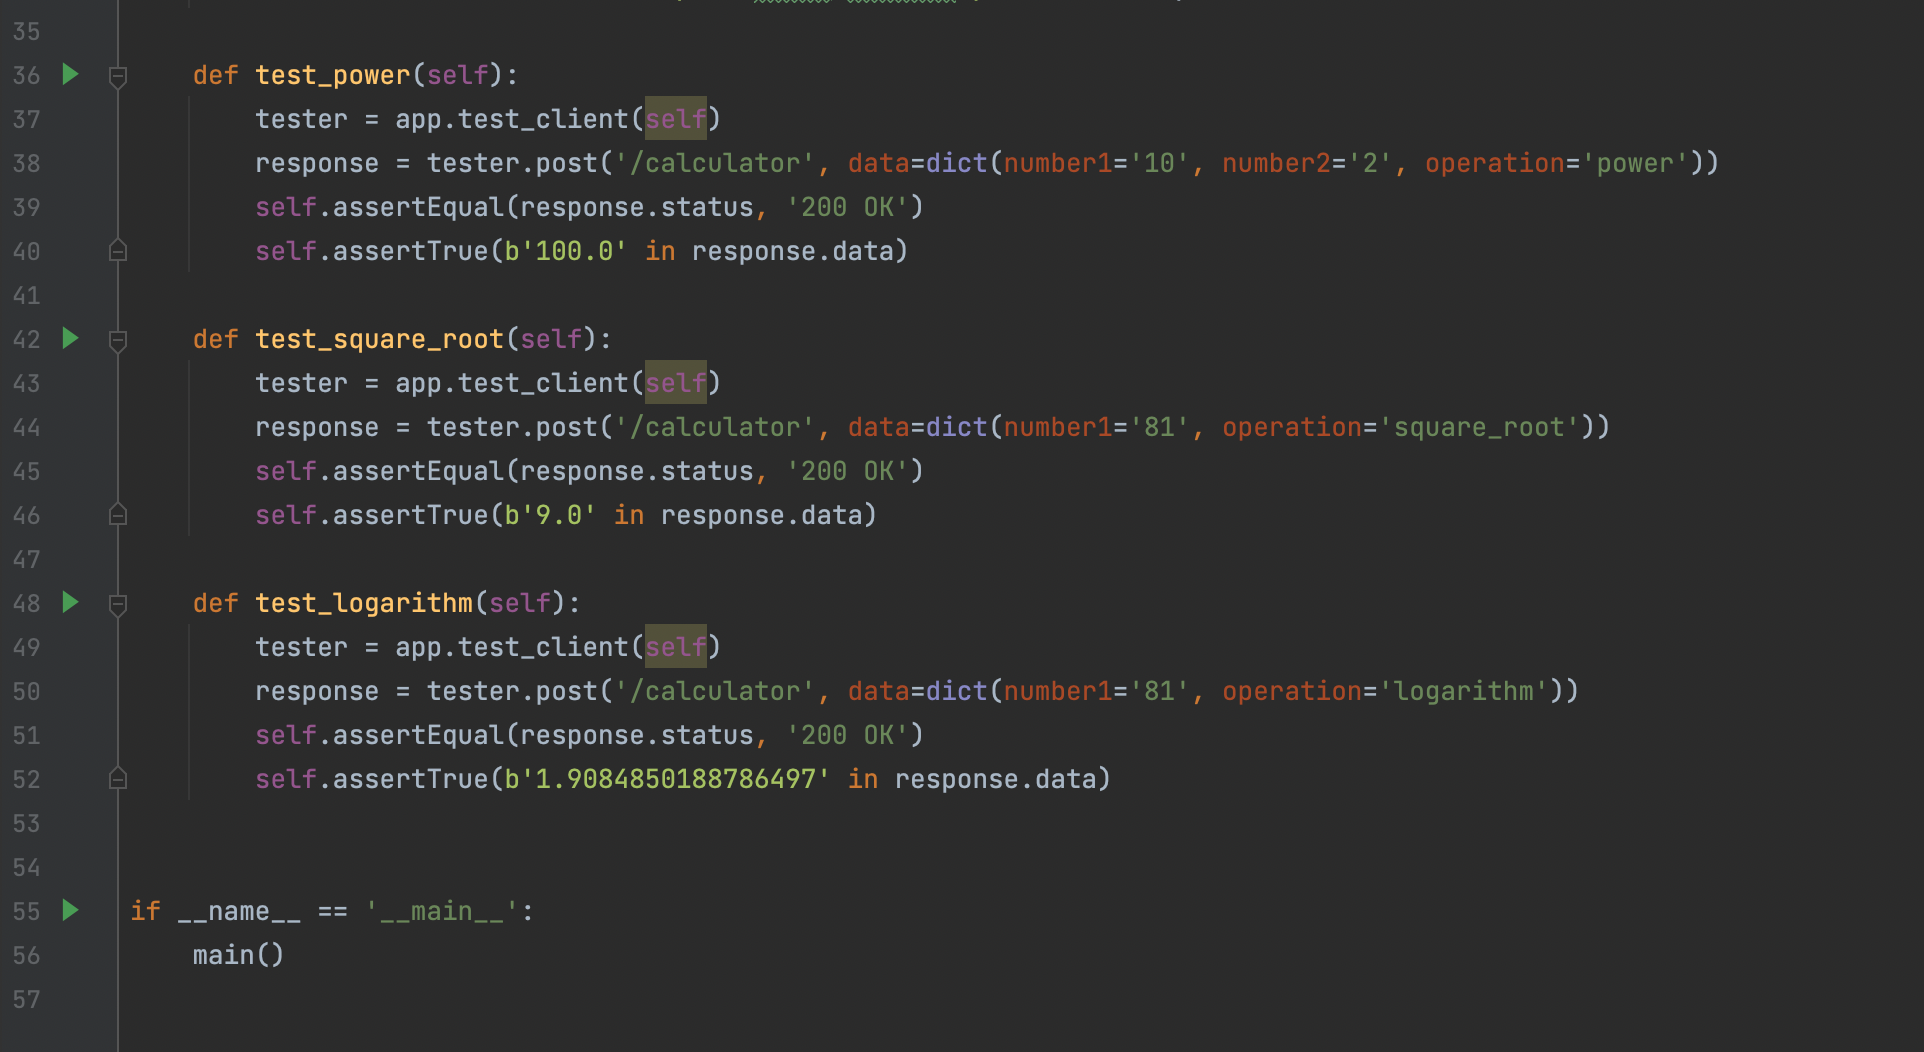 35
36 def test_power(self):
37 tester = app.test_client(self)
38 response = tester.post('/calculator', data=dict(number1='10', number2='2', operation='power'))
39 self.assertEqual(response.status, '200 OK')
40 self.assertTrue(b'100.0' in response.data)
41
42 def test_square_root(self):
43 tester = app.test_client(self)
44 response = tester.post('/calculator', data=dict(number1='81', operation='square_root'))
45 self.assertEqual(response.status, '200 OK')
46 self.assertTrue(b'9.0' in response.data)
47
48 def test_logarithm(self):
49 tester = app.test_client(self)
50 response = tester.post('/calculator', data=dict(number1='81', operation='logarithm'))
51 self.assertEqual(response.status, '200 OK')
52 self.assertTrue(b'1.9084850188786497' in response.data)
53
54
55 if __name__ == '__main__':
56 main()
57